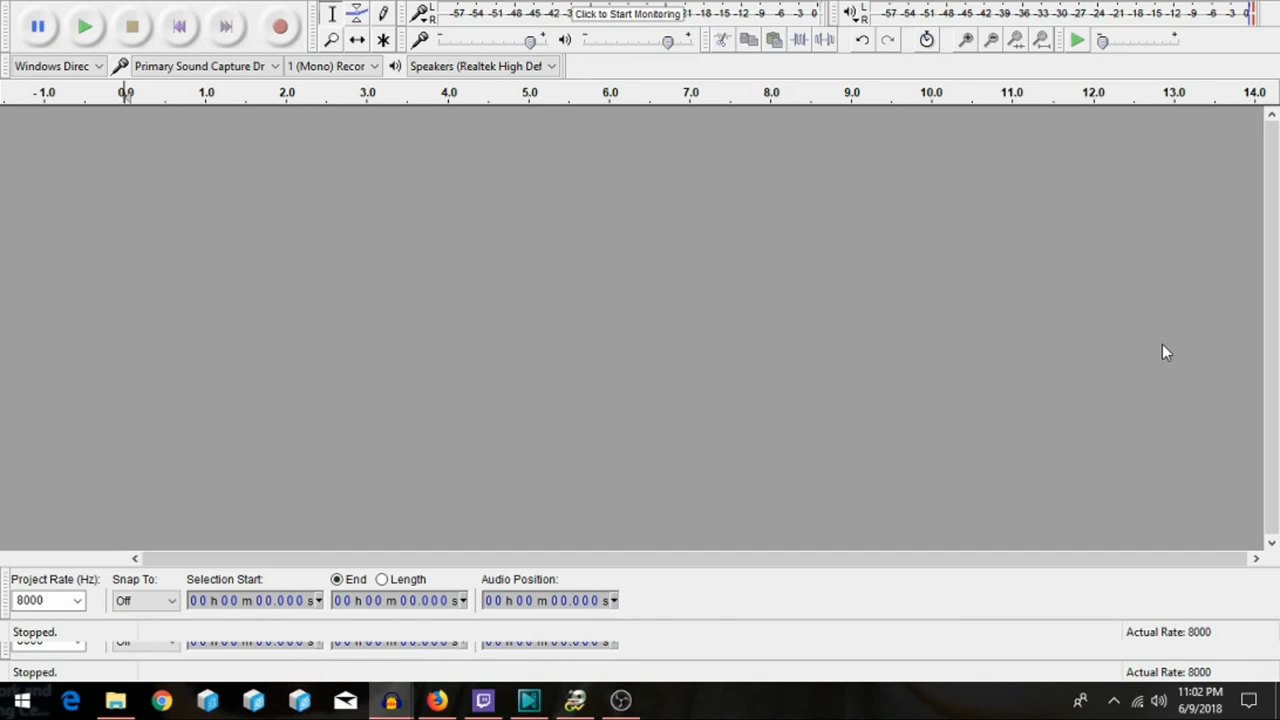 -57 -54 -51 -48 -45 -42 -3 Click to Start Monitoring -18 -15 -12 -9 -6 -3 0
L
R
-57 -54 -51 -48 -45 -42 -39 -36 -33 -30 -27 -24 -21 -18 -15 -12 -9 -6 -3 0
L
R
Windows Direc
Primary Sound Capture Dr
1 (Mono) Recor
Speakers (Realtek High Def
-1.0 0.0 1.0 2.0 3.0 4.0 5.0 6.0 7.0 8.0 9.0 10.0 11.0 12.0 13.0 14.0
Project Rate (Hz): Snap To: Selection Start: End Length Audio Position:
8000 Off 00 h 00 m 00.000 s 00 h 00 m 00.000 s 00 h 00 m 00.000 s
Stopped. Actual Rate: 8000
Stopped. Actual Rate: 8000
11:02 PM
6/9/2018